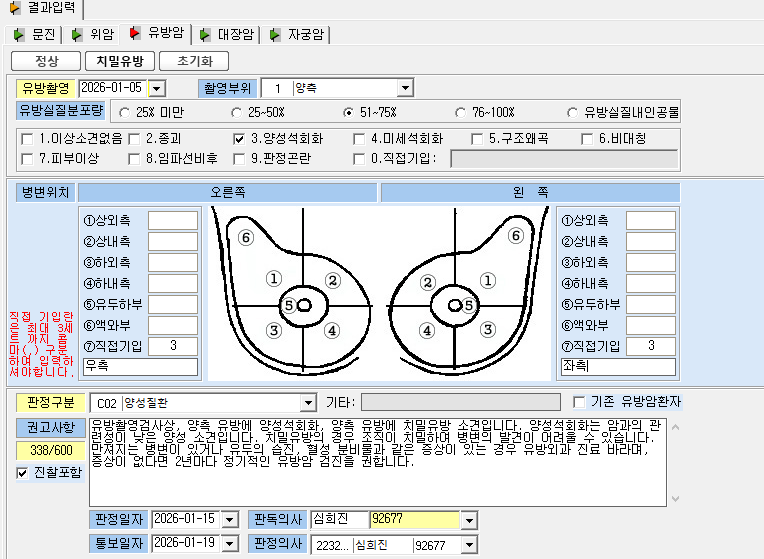 결과입력
문진 위암 유방암 대장암 자궁암
정상 치밀유방 초기화
유방촬영 2026-01-05 촬영부위 1 양측
유방실질분포량 25% 미만 25~50% 51~75% 76~100% 유방실질내인공물
1.이상소견없음 2.종괴 3.양성석회화 4.미세석회화 5.구조왜곡 6.비대칭
7.피부이상 8.임파선비후 9.판정곤란 0.직접기입:
병변위치 오른쪽 왼 쪽
①상외측 ①상외측
②상내측 ②상내측
③하외측 ③하외측
④하내측 ④하내측
⑤유두하부 ⑤유두하부
⑥액와부 ⑥액와부
⑦직접기입 3 ⑦직접기입 3
우측 좌측
⑥ ⑥
① ② ② ①
⑤ ⑤
③ ④ ④ ③
직접 기입란
은 최대 3세
트 까지 콤
마(,) 구분
하여 입력하
셔야합니다.
판정구분 C02 양성질환 기타: 기존 유방암환자
권고사항
338/600
진찰포함
유방촬영검사상, 양측 유방에 양성석회화, 양측 유방에 치밀유방 소견입니다. 양성석회화는 암과의 관
련성이 낮은 양성 소견입니다. 치밀유방의 경우 조직이 치밀하여 병변의 발견이 어려울 수 있습니다.
만져지는 병변이 있거나 유두의 습진, 혈성 분비물과 같은 증상이 있는 경우 유방외과 진료 바라며,
증상이 없다면 2년마다 정기적인 유방암 검진을 권합니다.
판정일자 2026-01-15 판독의사 심희진 92677
통보일자 2026-01-19 판정의사 2232... 심희진 92677